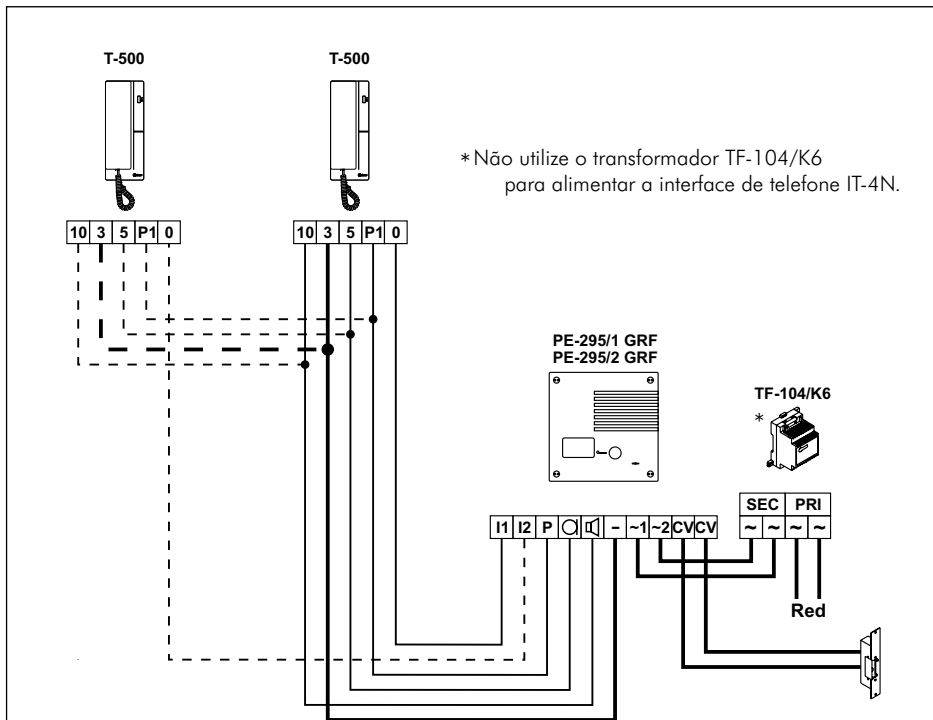 T-500
T-500
*Não utilize o transformador TF-104/K6
para alimentar a interface de telefone IT-4N.
10 3 5 P1 0
10 3 5 P1 0
PE-295/1 GRF
PE-295/2 GRF
TF-104/K6
*
SEC PRI
I1 I2 P − ~1 ~2 CV CV
~ ~ ~ ~
Red